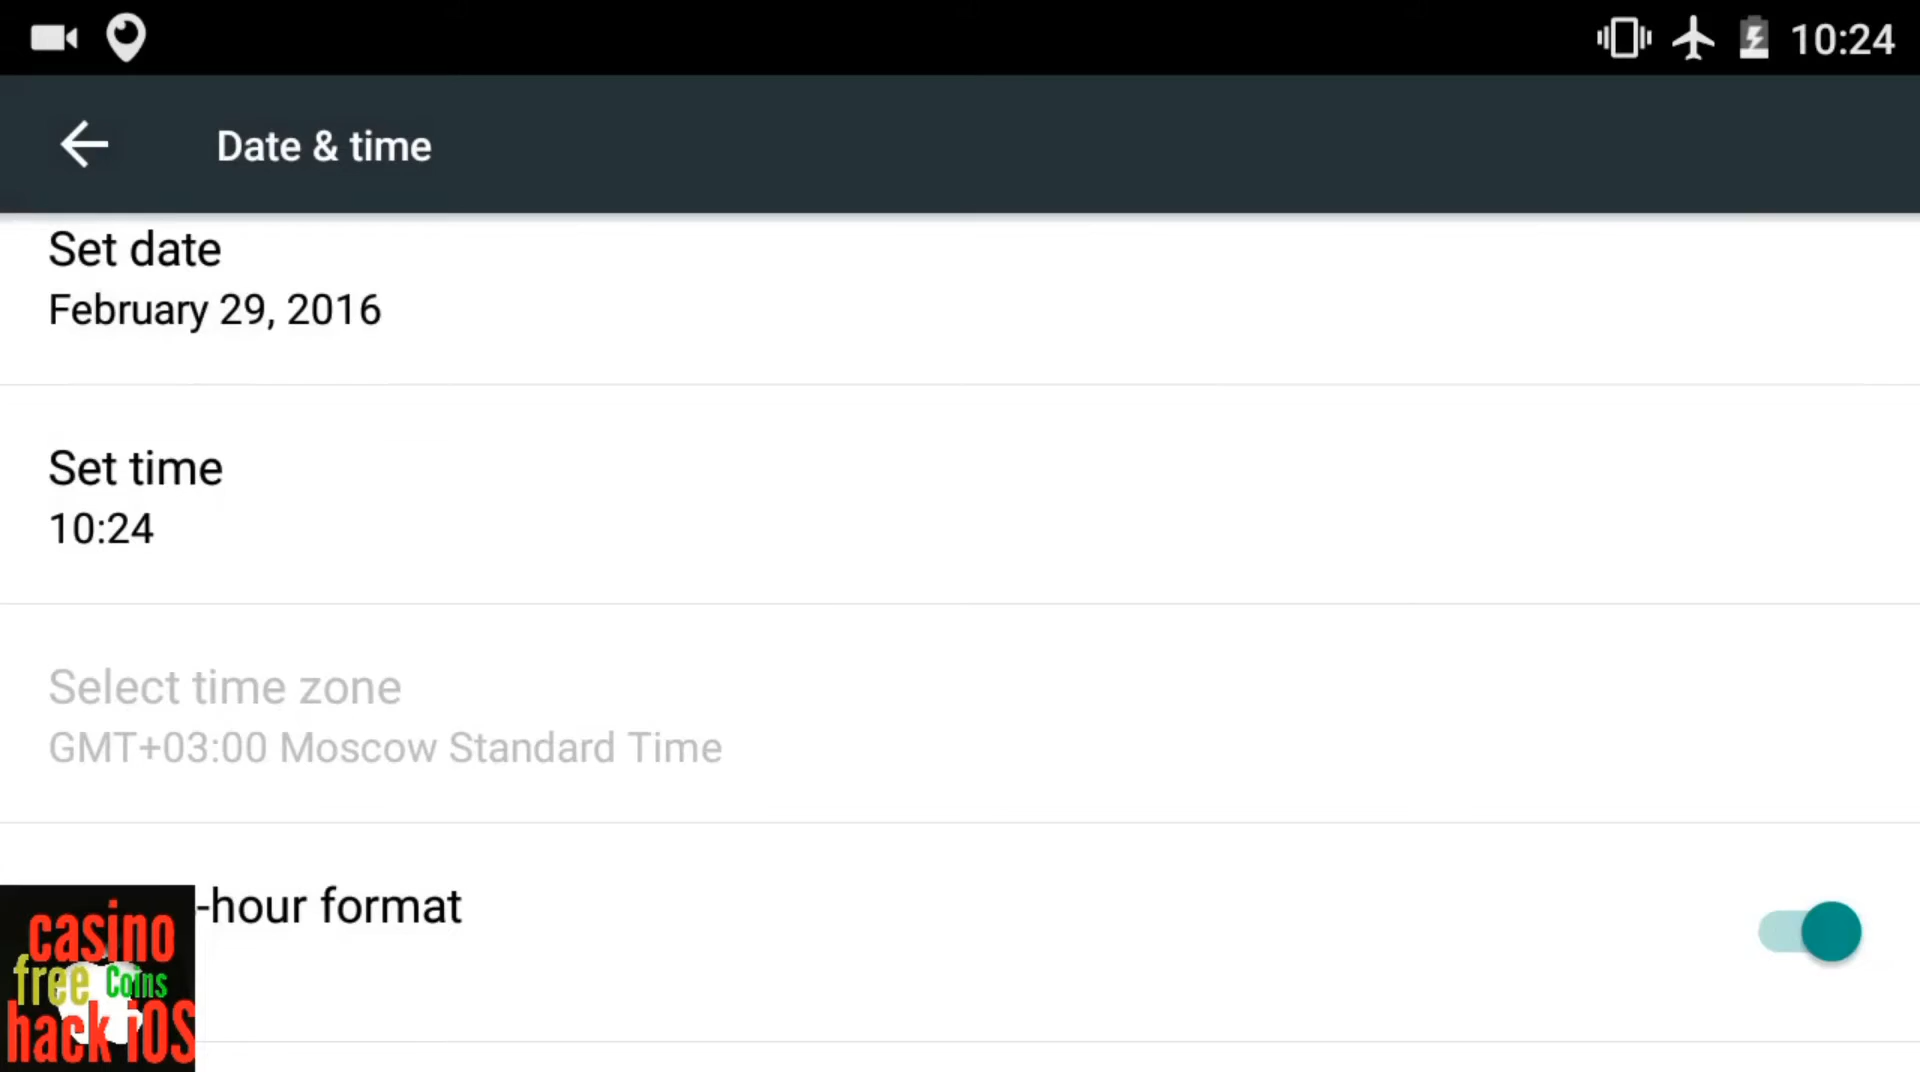 10:24
Date & time
Set date
February 29, 2016
Set time
10:24
Select time zone
GMT+03:00 Moscow Standard Time
-hour format
casino
free Coins
hack iOS